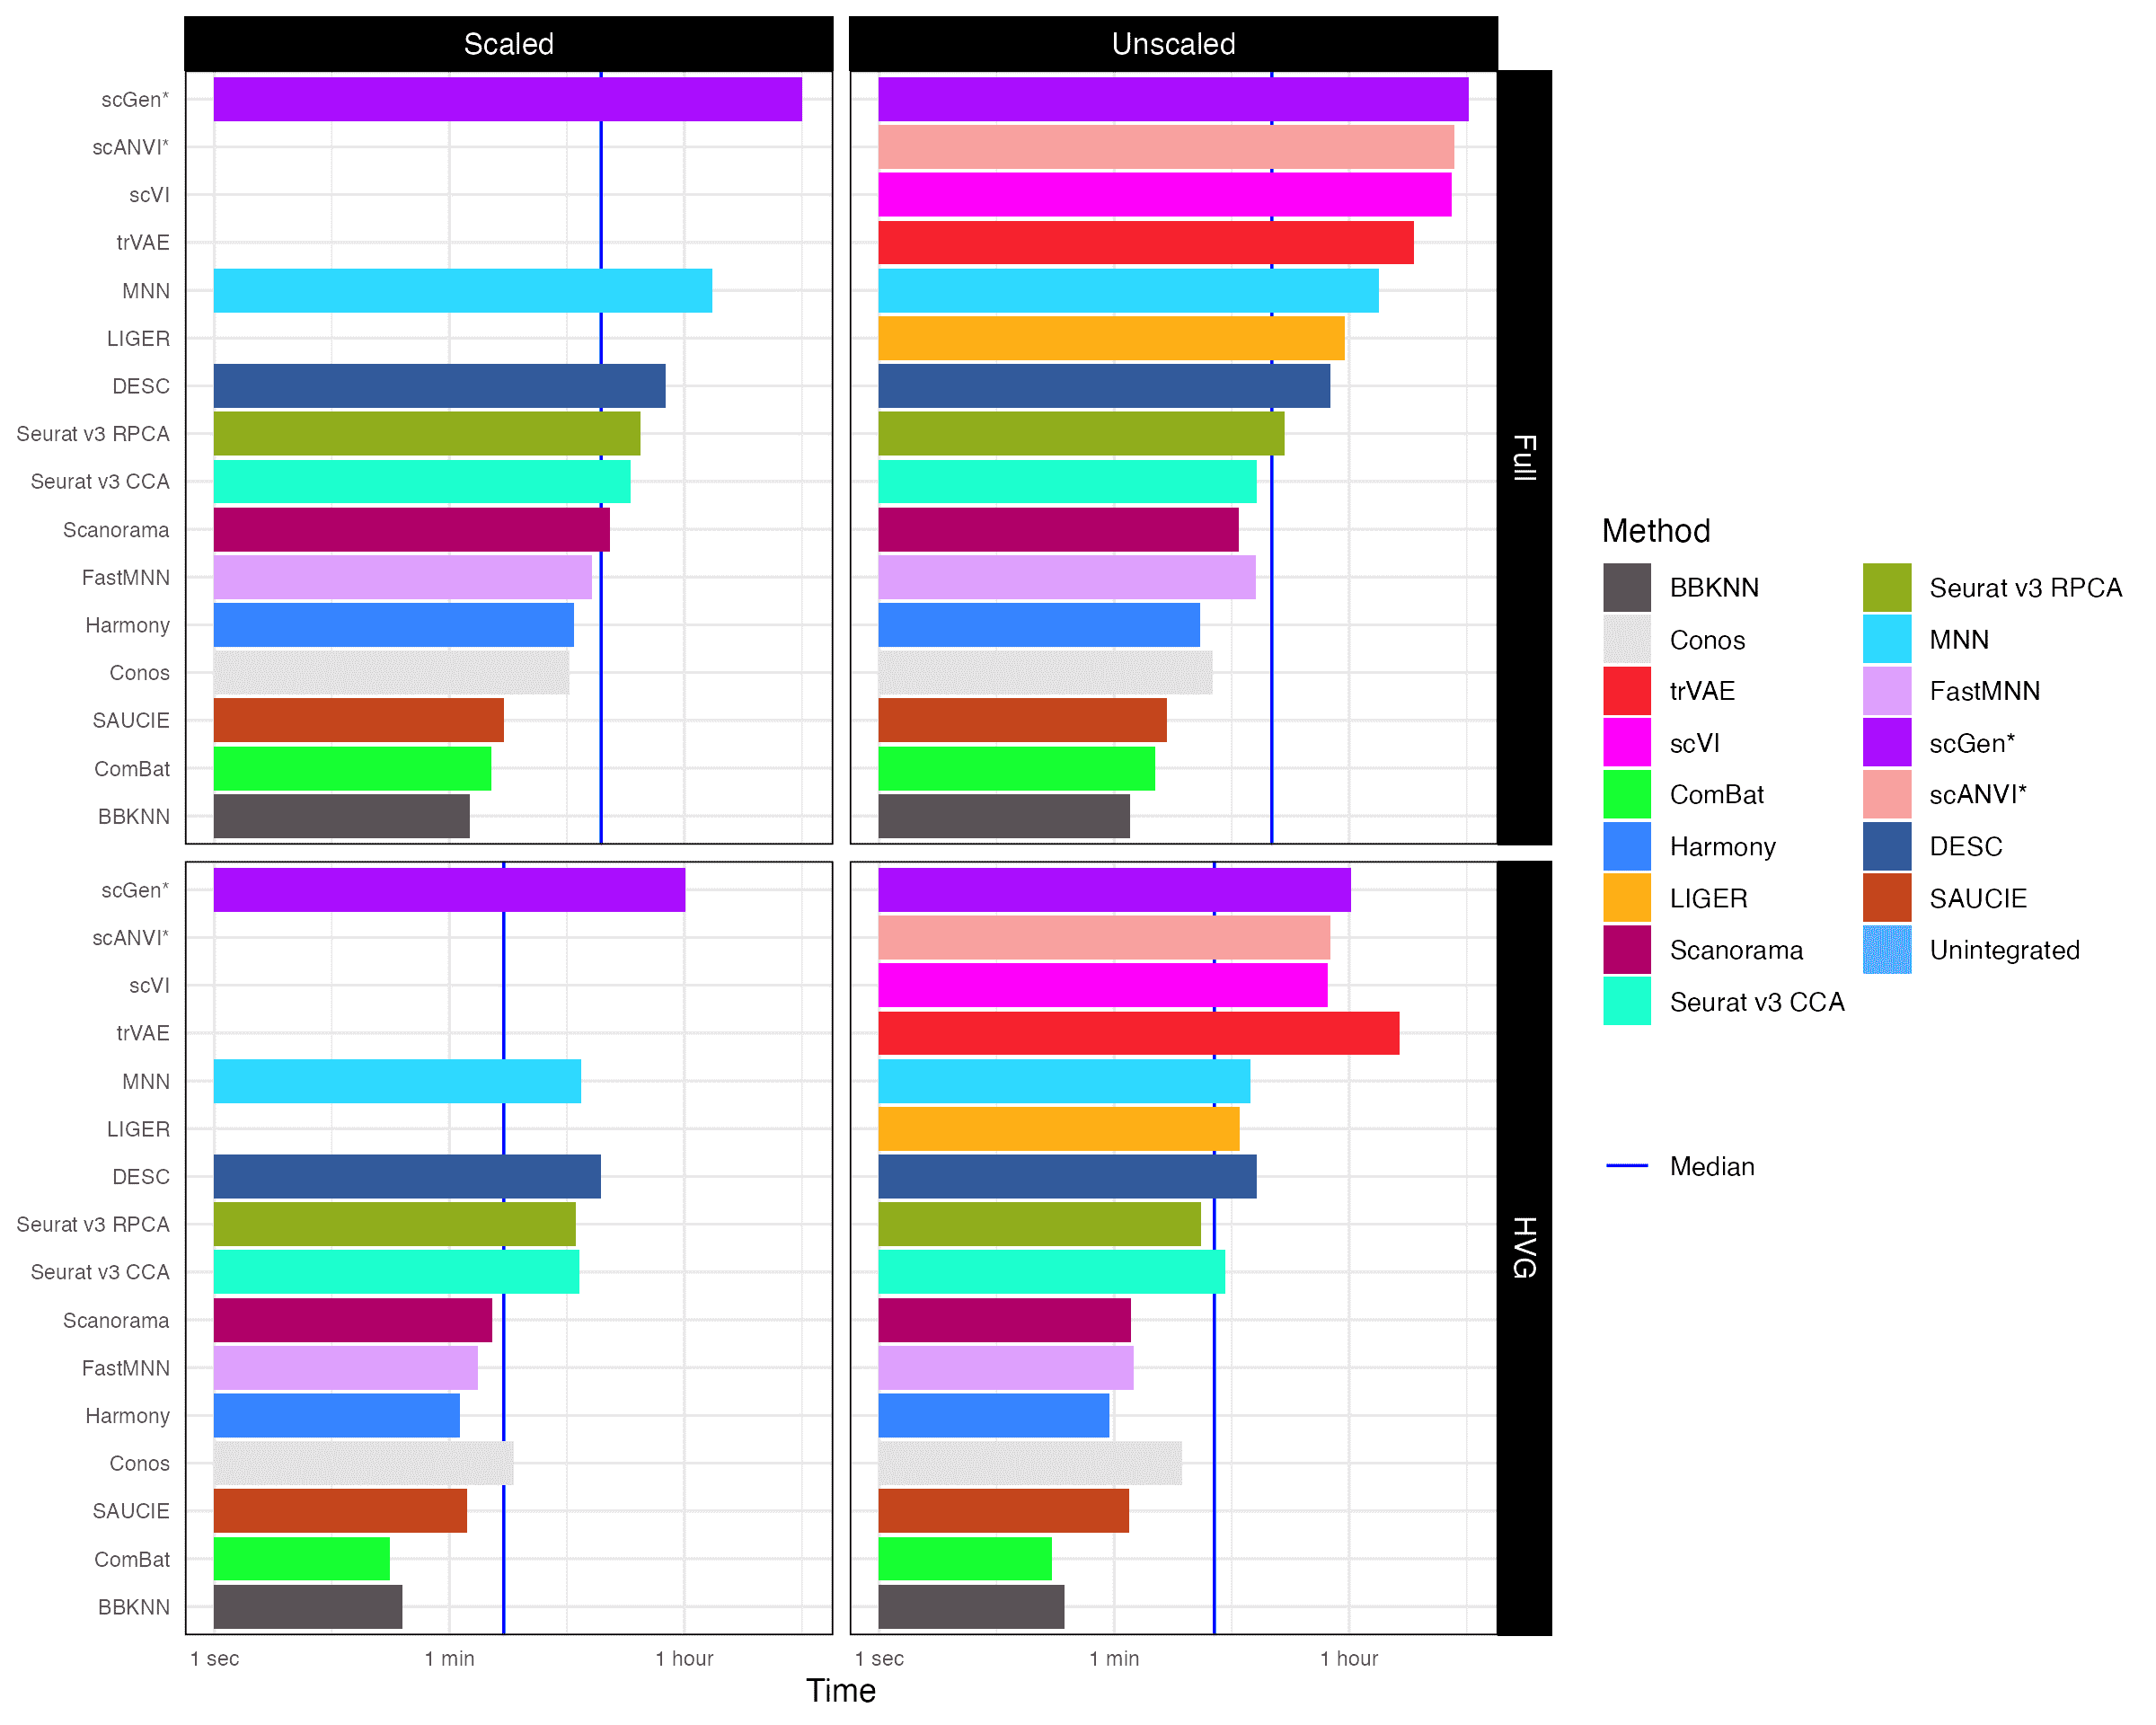 Scaled
Unscaled
scGen*
scANVI*
scVI
trVAE
MNN
LIGER
DESC
Seurat v3 RPCA
Seurat v3 CCA
Scanorama
FastMNN
Harmony
Conos
SAUCIE
ComBat
BBKNN
Full
scGen*
scANVI*
scVI
trVAE
MNN
LIGER
DESC
Seurat v3 RPCA
Seurat v3 CCA
Scanorama
FastMNN
Harmony
Conos
SAUCIE
ComBat
BBKNN
HVG
1 sec 1 min 1 hour 1 sec 1 min 1 hour
Time
Method
BBKNN
Conos
trVAE
scVI
ComBat
Harmony
LIGER
Scanorama
Seurat v3 CCA
Seurat v3 RPCA
MNN
FastMNN
scGen*
scANVI*
DESC
SAUCIE
Unintegrated
Median